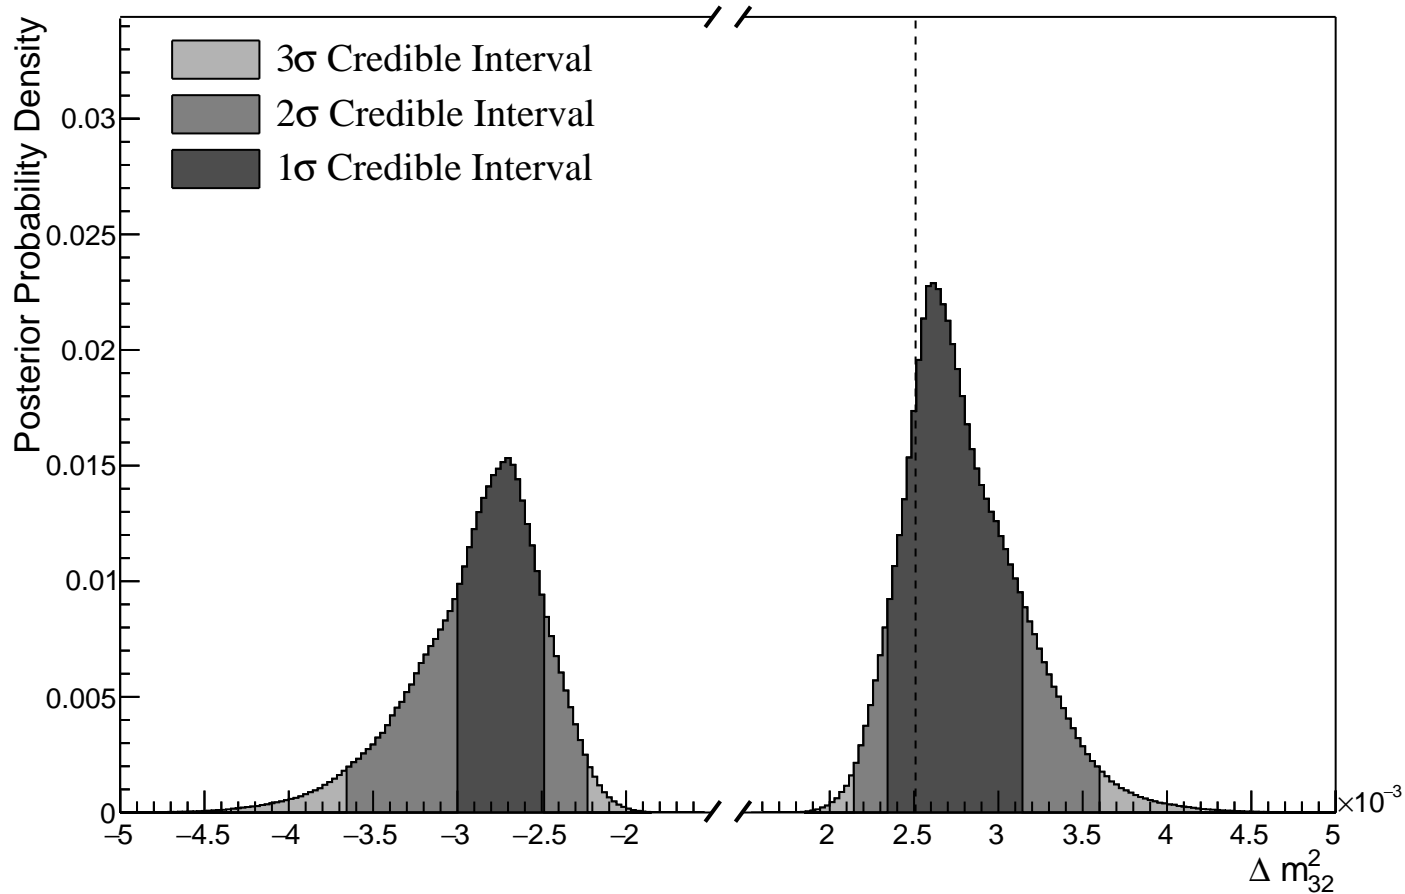 Posterior Probability Density
3σ Credible Interval
2σ Credible Interval
1σ Credible Interval
0.03
0.025
0.02
0.015
0.01
0.005
0
-5 −4.5 −4 −3.5 −3 −2.5 −2 2 2.5 3 3.5 4 4.5 5
×10⁻³
Δ m²₃₂